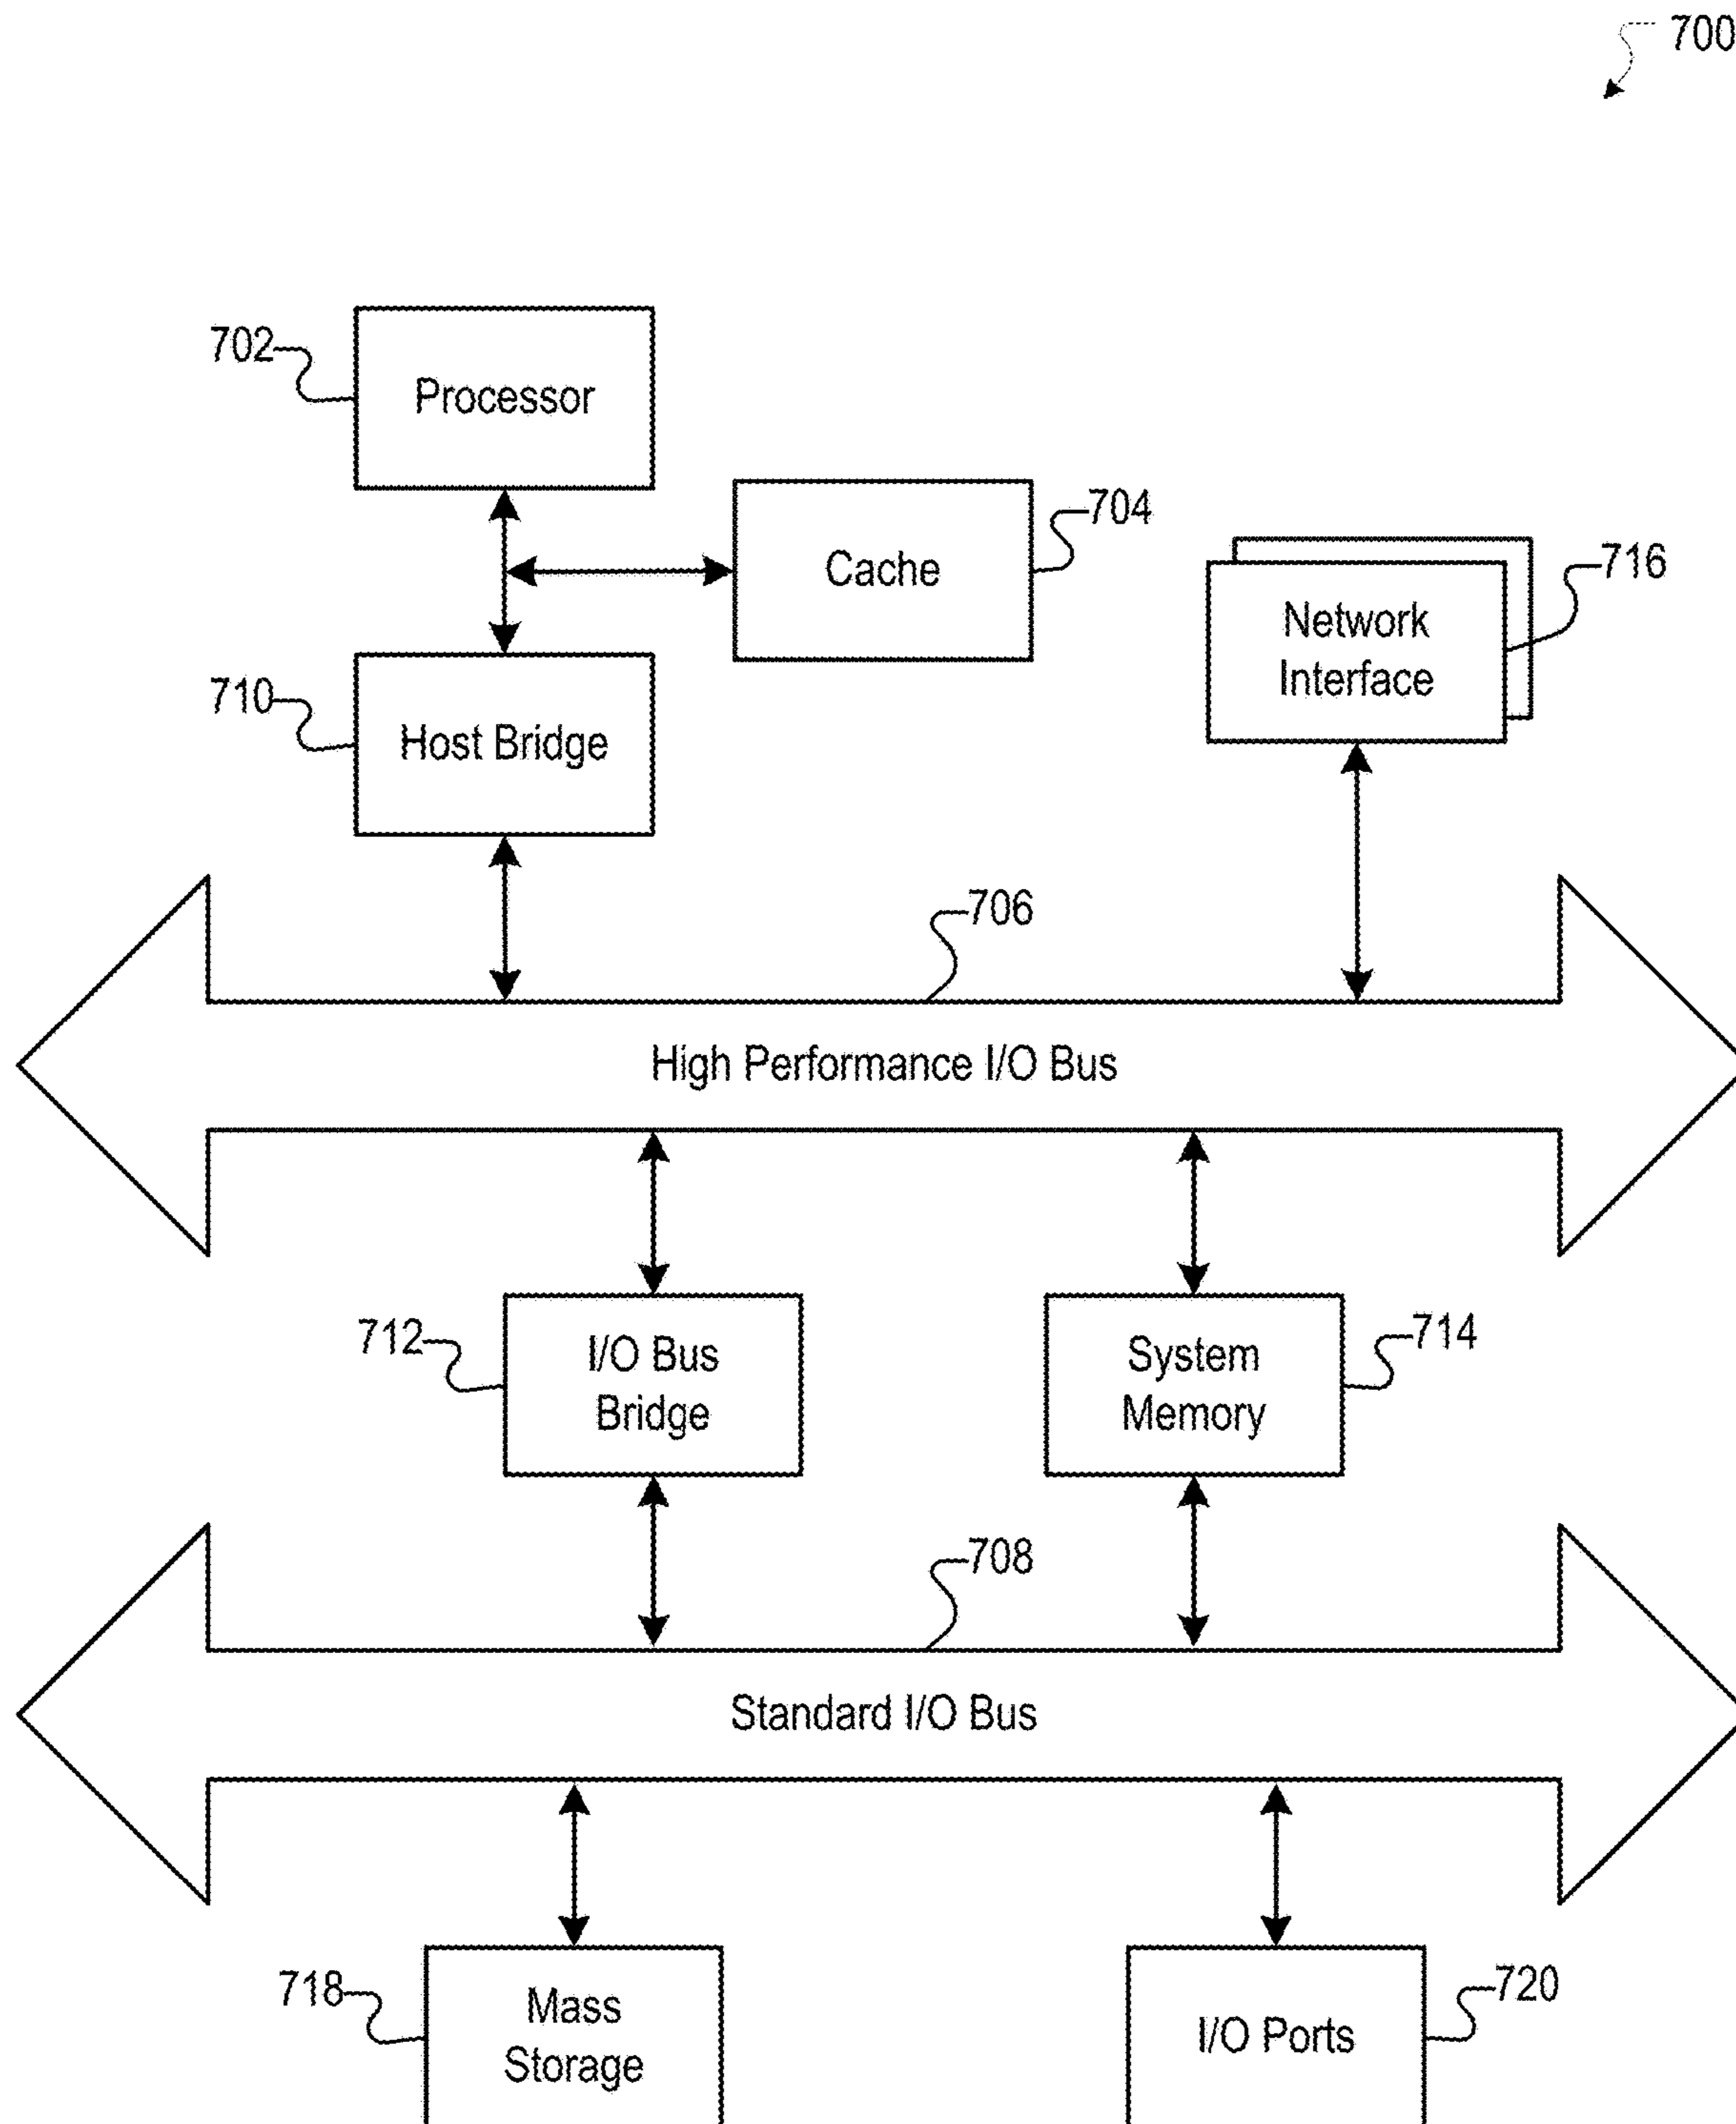 700
702
Processor
704
Cache
716
Network
Interface
710
Host Bridge
706
High Performance I/O Bus
712
I/O Bus
Bridge
714
System
Memory
708
Standard I/O Bus
718
Mass
Storage
720
I/O Ports